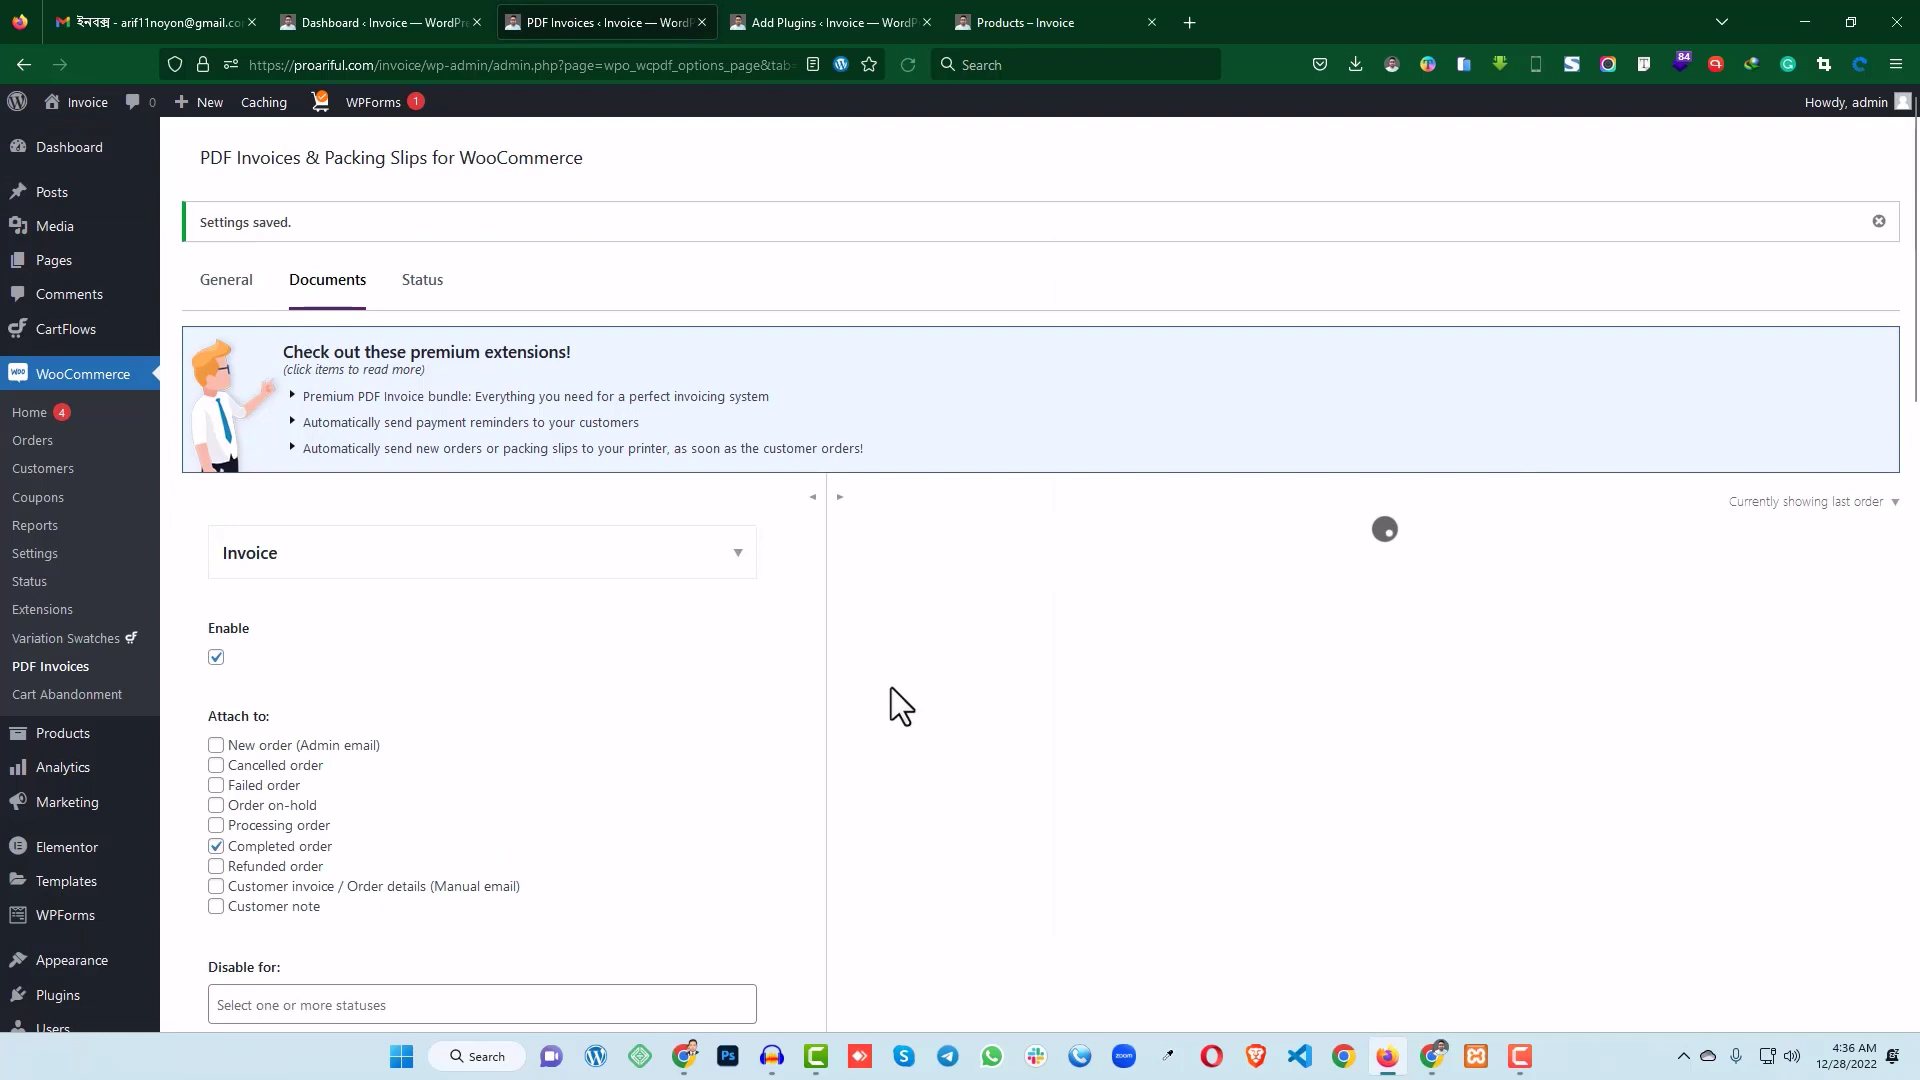 ইনবক্স - arif11noyon@gmail.co
Dashboard ‹ Invoice — WordPre
PDF Invoices ‹ Invoice — WordP
Add Plugins ‹ Invoice — WordP
Products – Invoice
https://proariful.com/invoice/wp-admin/admin.php?page=wpo_wcpdf_options_page&tab=
Search
84
Invoice
0
New
Caching
WPForms 1
Howdy, admin
Dashboard
Posts
Media
Pages
Comments
CartFlows
WooCommerce
Home 4
Orders
Customers
Coupons
Reports
Settings
Status
Extensions
Variation Swatches
PDF Invoices
Cart Abandonment
Products
Analytics
Marketing
Elementor
Templates
WPForms
Appearance
Plugins
Users
PDF Invoices & Packing Slips for WooCommerce
Settings saved.
General
Documents
Status
Check out these premium extensions!
(click items to read more)
Premium PDF Invoice bundle: Everything you need for a perfect invoicing system
Automatically send payment reminders to your customers
Automatically send new orders or packing slips to your printer, as soon as the customer orders!
Currently showing last order
Invoice
Enable
Attach to:
New order (Admin email)
Cancelled order
Failed order
Order on-hold
Processing order
Completed order
Refunded order
Customer invoice / Order details (Manual email)
Customer note
Disable for:
Select one or more statuses
Search
Ps
zoom
4:36 AM
12/28/2022